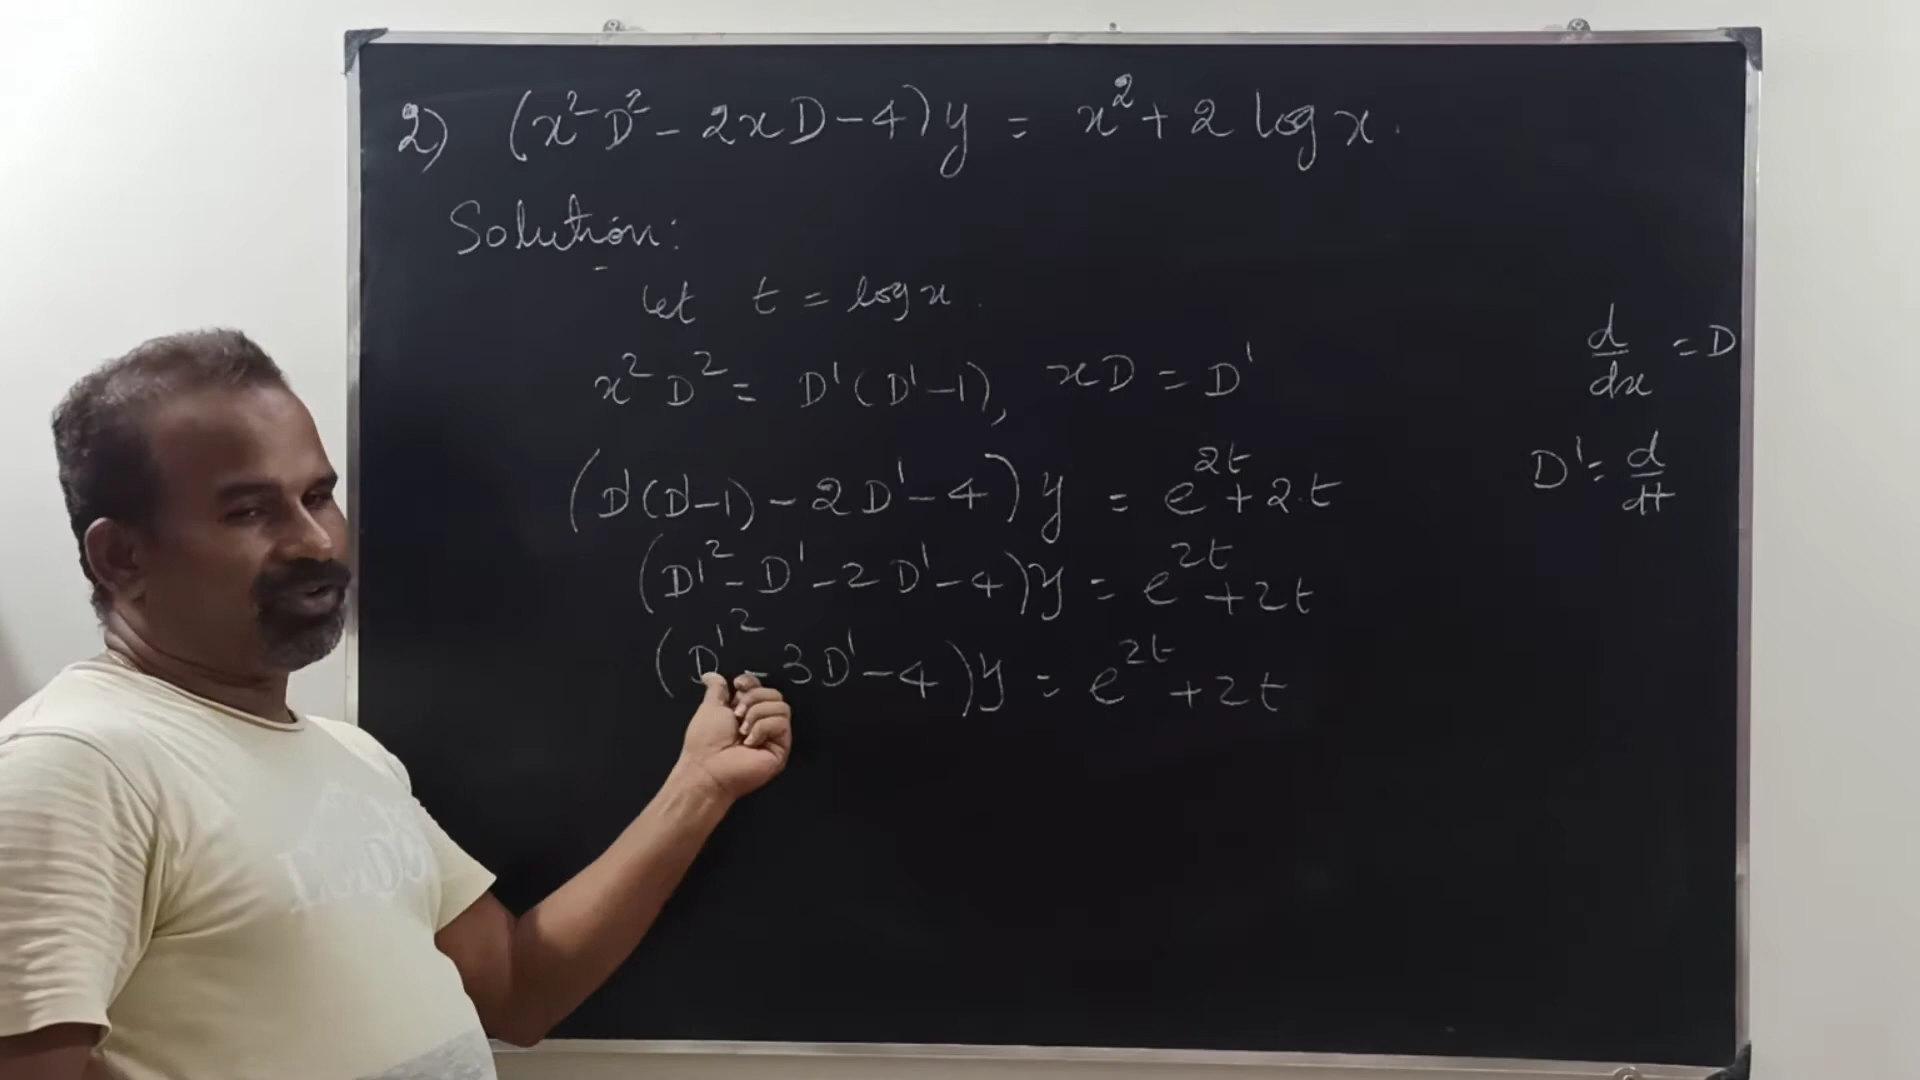 2) (x²D² - 2xD - 4)y = x² + 2 log x.
Solution:
Let t = log x.
x²D² = D'(D'-1), xD = D'
(D'(D'-1) - 2D' - 4)y = e^{2t} + 2·t
(D'² - D' - 2D' - 4)y = e^{2t} + 2t
(D'² - 3D' - 4)y = e^{2t} + 2t
d/dx = D
D' = d/dt